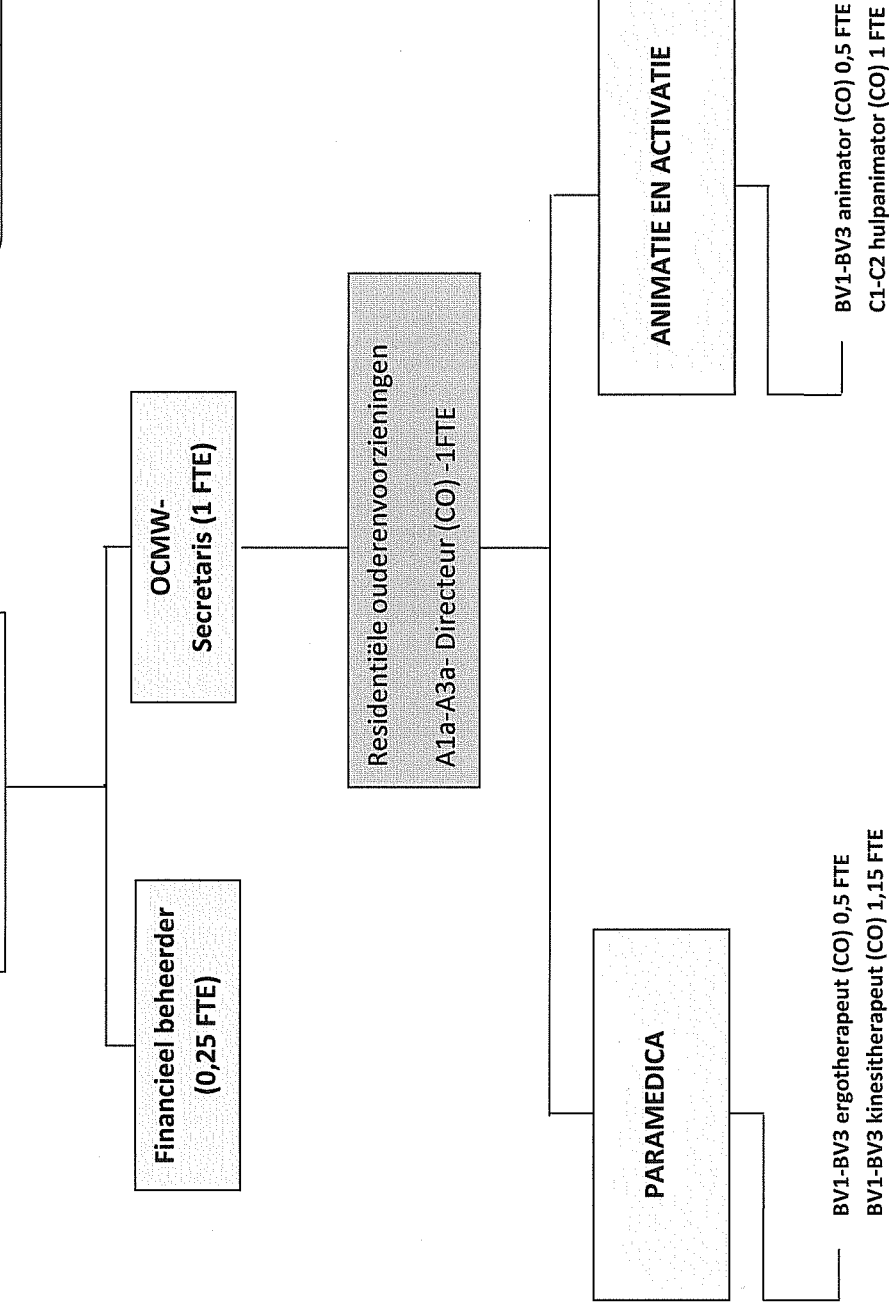 Financieel beheerder
(0,25 FTE)
OCMW-
Secretaris (1 FTE)
Residentiële ouderenvoorzieningen
A1a-A3a- Directeur (CO) -1FTE
PARAMEDICA
BV1-BV3 ergotherapeut (CO) 0,5 FTE
BV1-BV3 kinesitherapeut (CO) 1,15 FTE
ANIMATIE EN ACTIVATIE
BV1-BV3 animator (CO) 0,5 FTE
C1-C2 hulpanimator (CO) 1 FTE